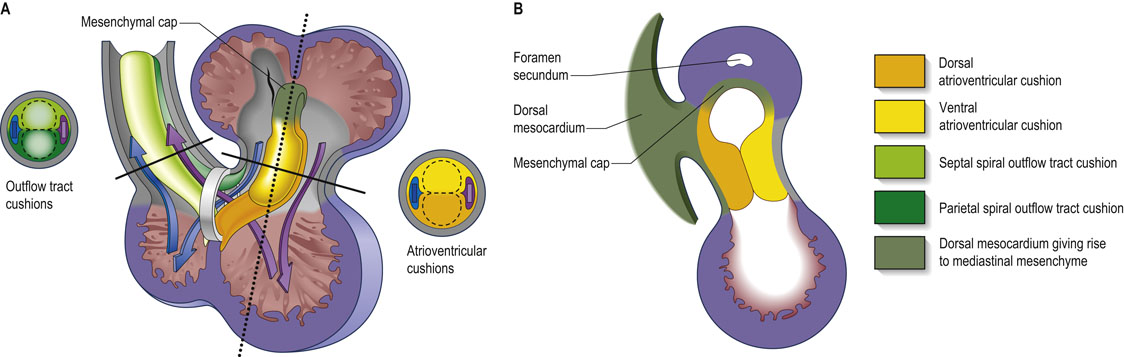 A
Mesenchymal cap
Outflow tract
cushions
Atrioventricular
cushions
B
Foramen
secundum
Dorsal
mesocardium
Mesenchymal cap
Dorsal
atrioventricular cushion
Ventral
atrioventricular cushion
Septal spiral outflow tract cushion
Parietal spiral outflow tract cushion
Dorsal mesocardium giving rise
to mediastinal mesenchyme